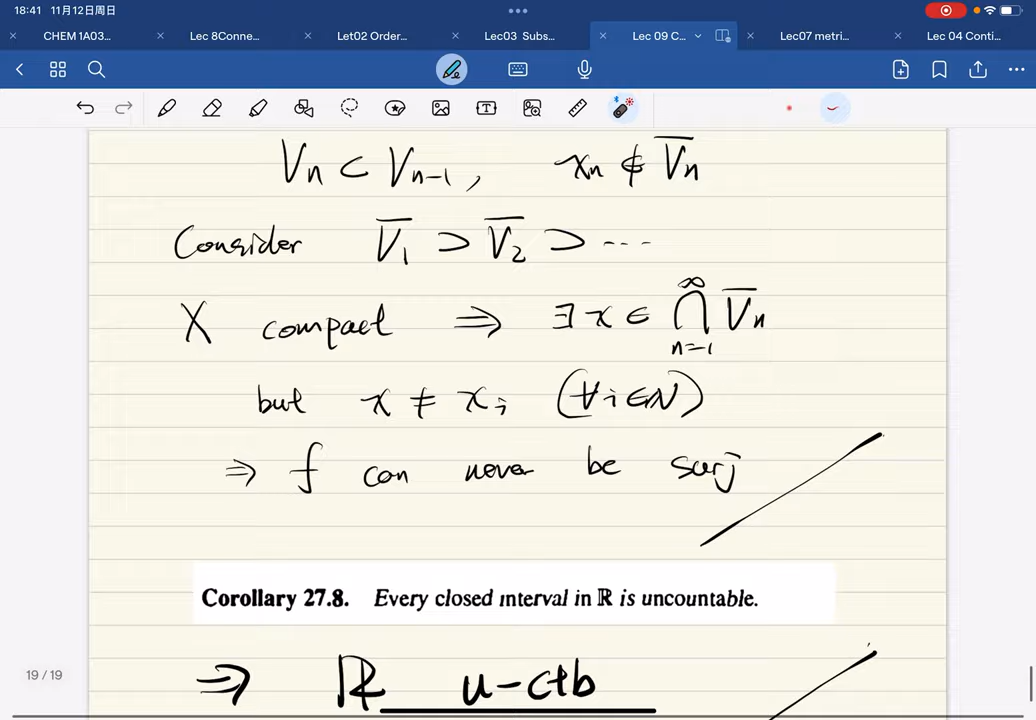 18:41 11月12日周日
CHEM 1A03... Lec 8Conne... Let02 Order... Lec03 Subs... Lec 09 C... Lec07 metri... Lec 04 Conti...
Vₙ ⊂ Vₙ₋₁, xₙ ∉ V̅ₙ
Consider V̅₁ ⊃ V̅₂ ⊃ ---
X compact ⇒ ∃ x ∈ ⋂ₙ₌₁^∞ V̅ₙ
but x ≠ xᵢ (∀i∈N)
⇒ f can never be surj
Corollary 27.8. Every closed interval in ℝ is uncountable.
19 / 19
⇒ ℝ u-ctb